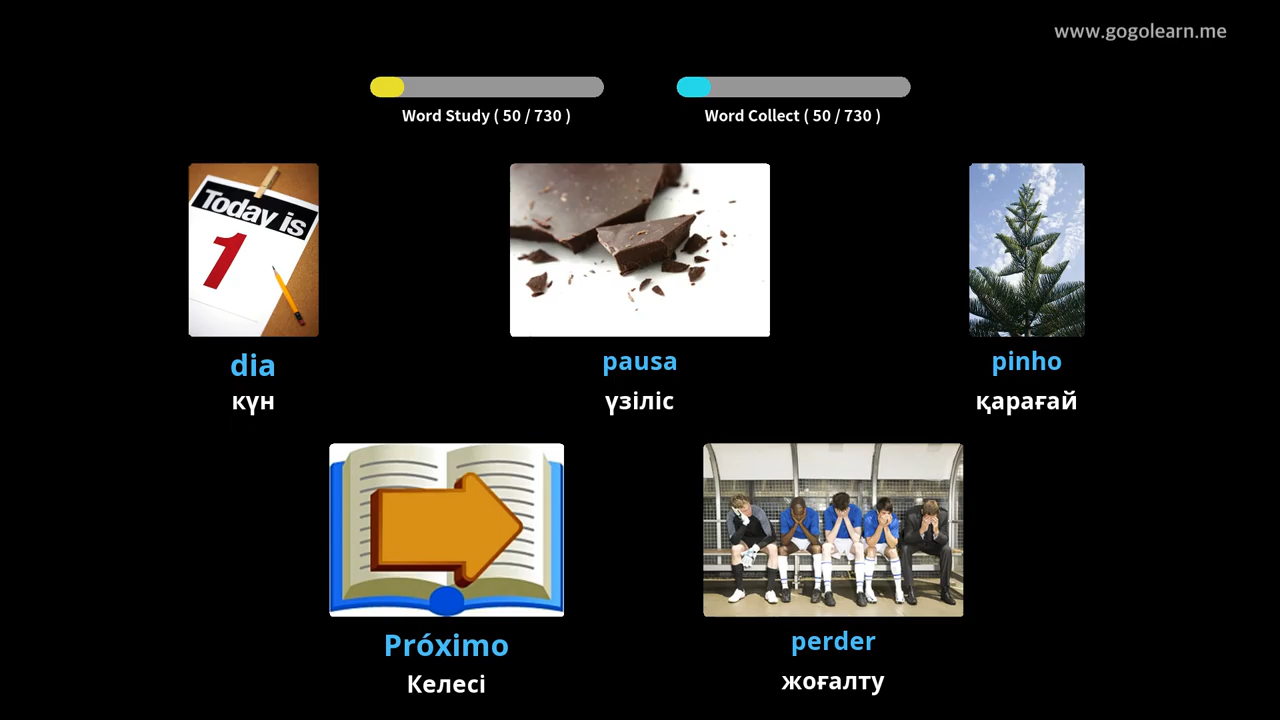 www.gogolearn.me
Word Study ( 50 / 730 )
Word Collect ( 50 / 730 )
Today is
1
dia
күн
pausa
үзіліс
pinho
қарағай
Próximo
Келесі
perder
жоғалту